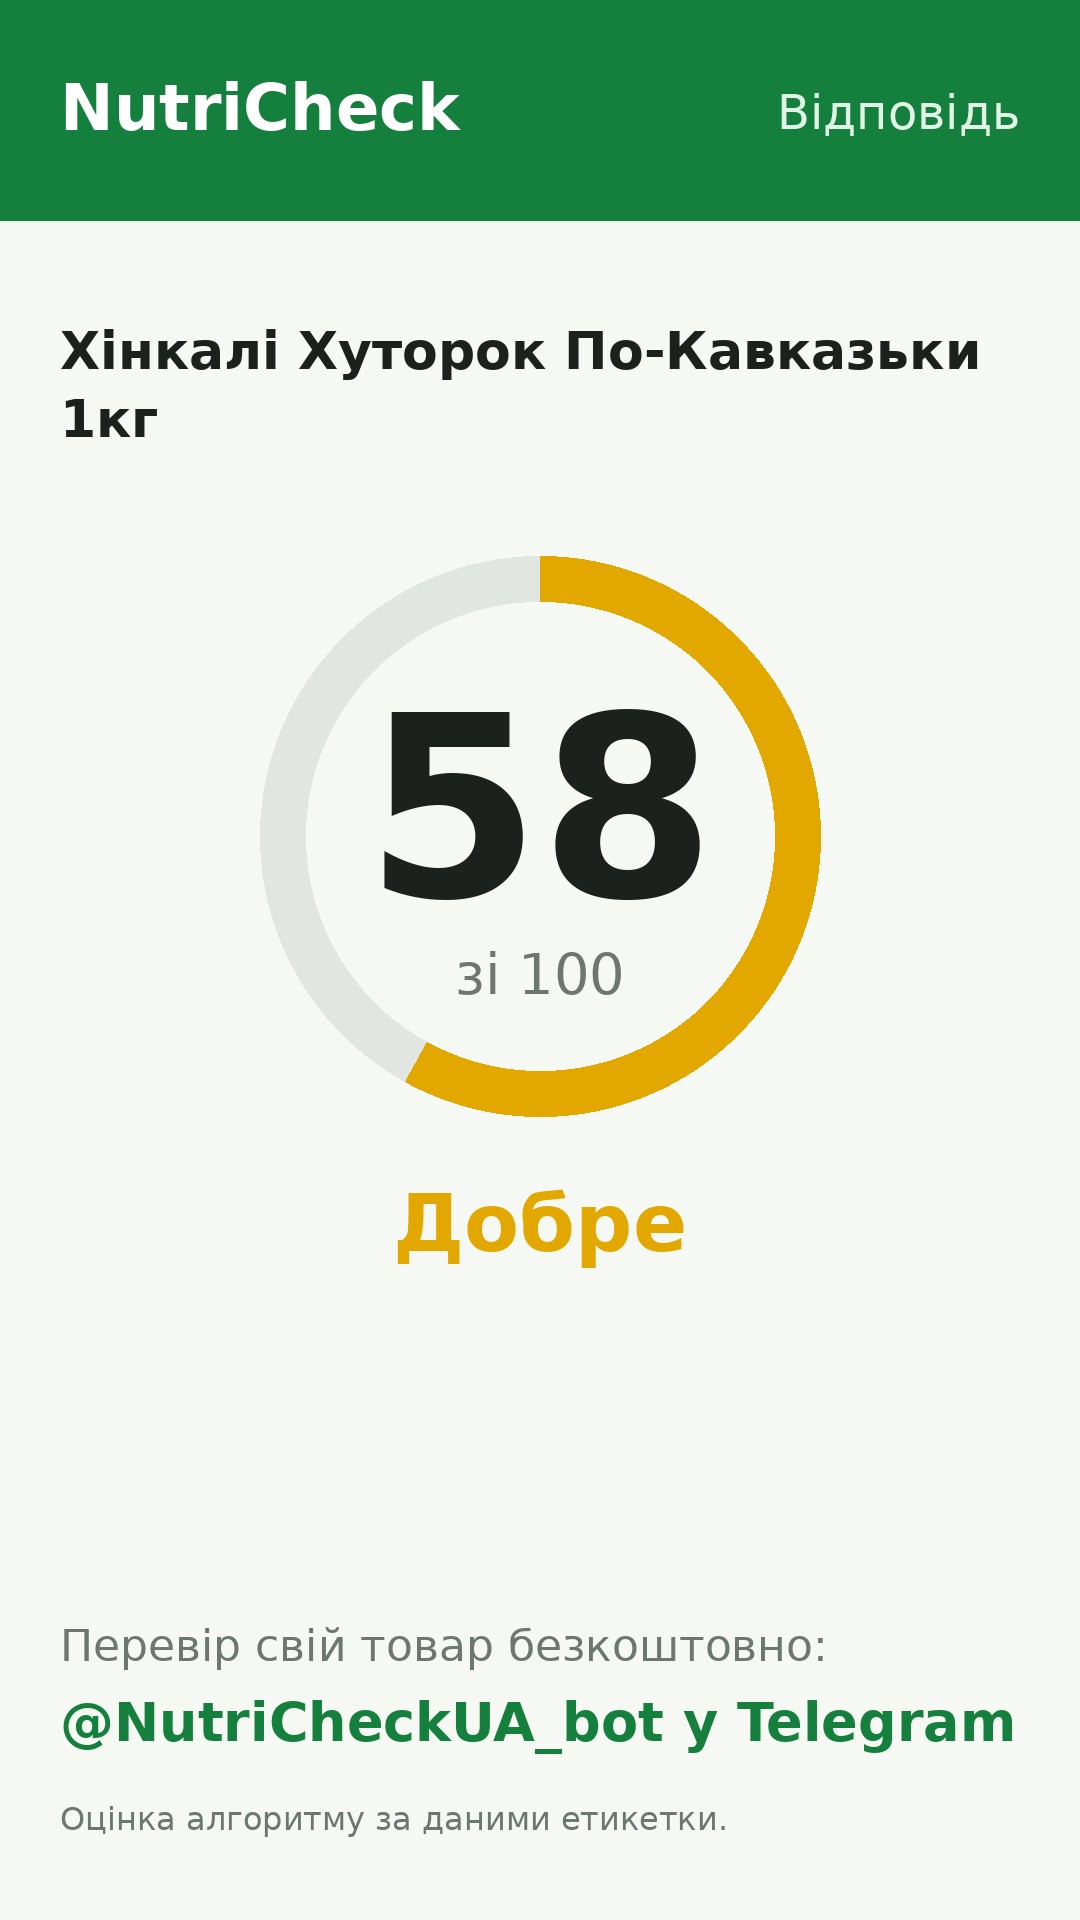 NutriCheck
Відповідь
Хінкалі Хуторок По-Кавказьки
1кг
58
зі 100
Добре
Перевір свій товар безкоштовно:
@NutriCheckUA_bot у Telegram
Оцінка алгоритму за даними етикетки.